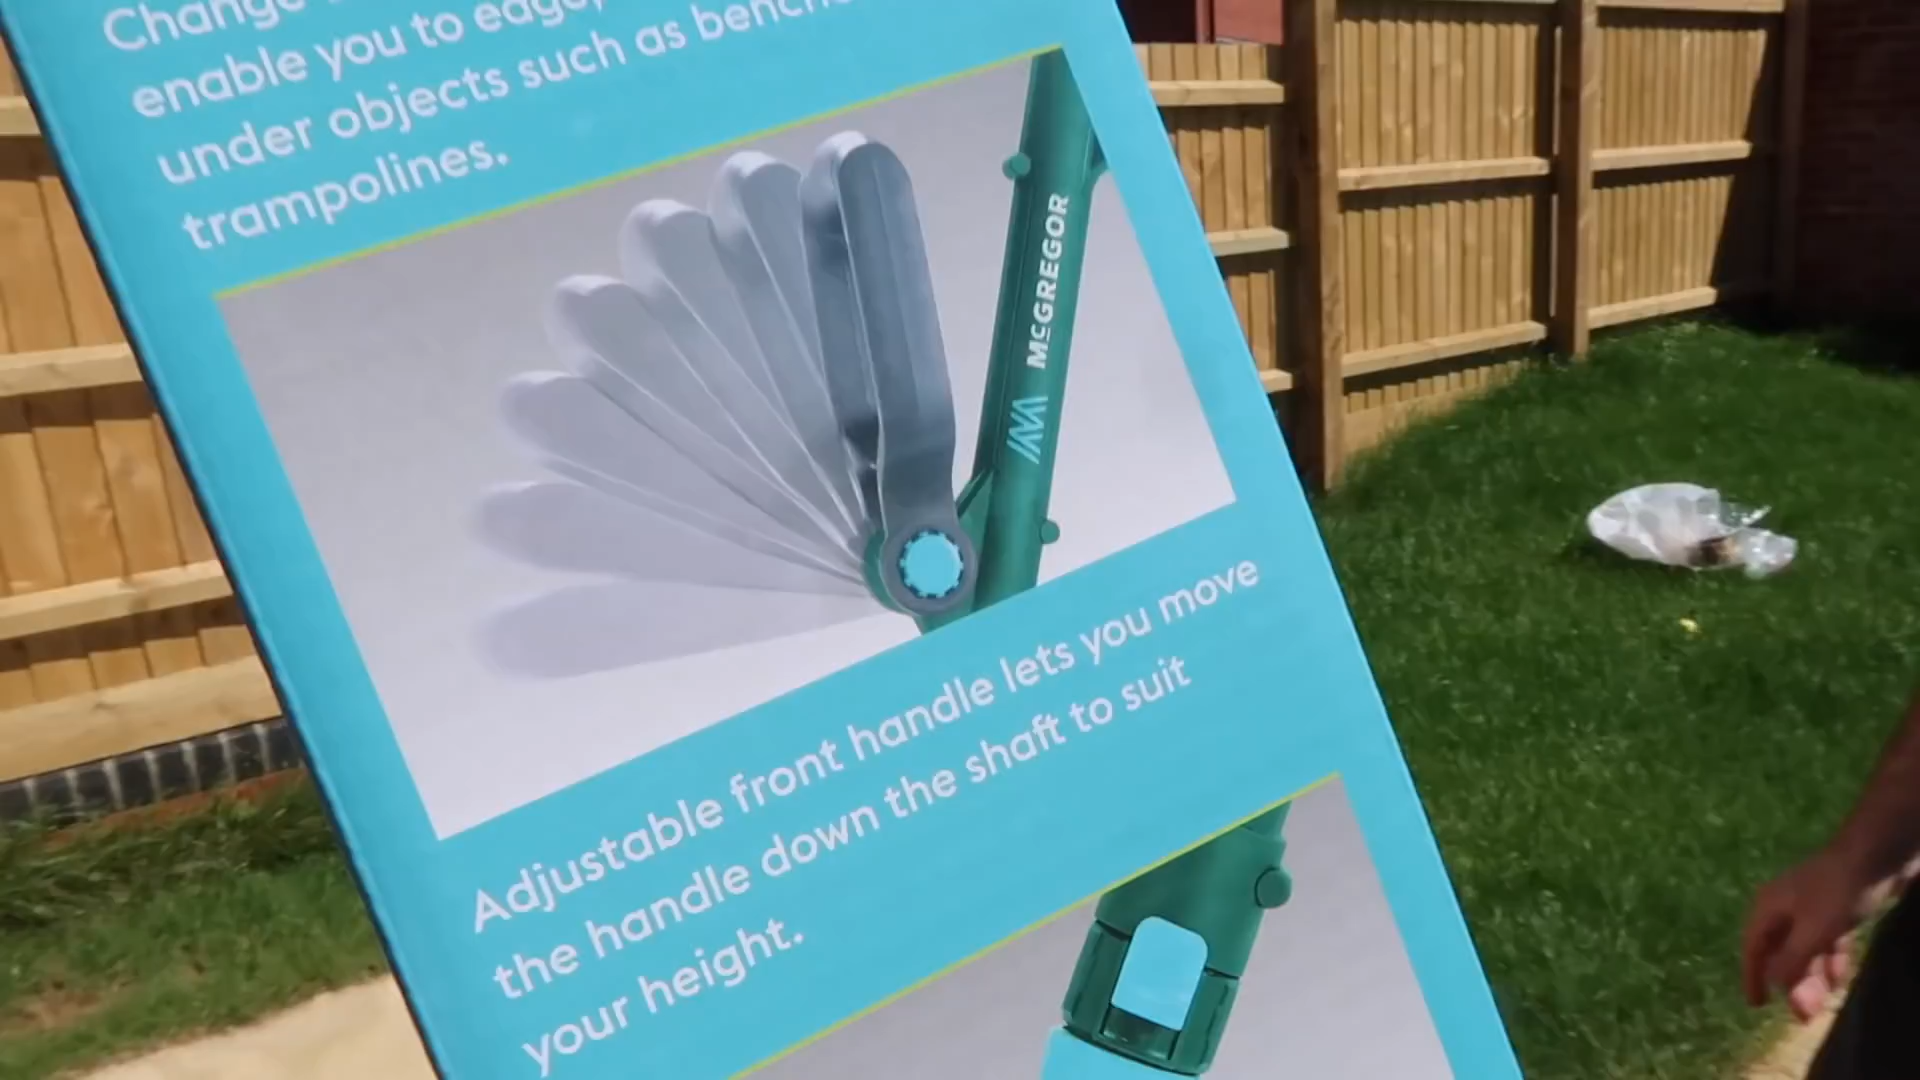 Change
enable you to edge,
under objects such as
trampolines.
McGREGOR
Adjustable front handle lets you move
the handle down the shaft to suit
your height.